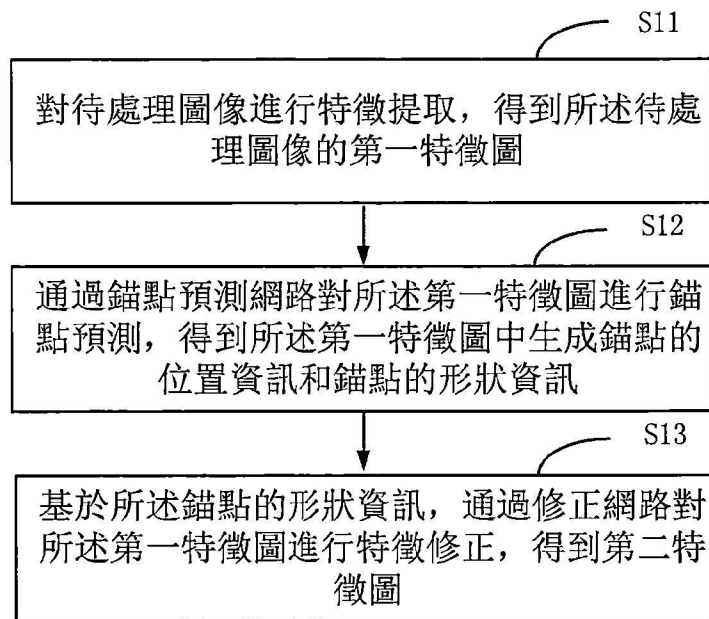 S11
對待處理圖像進行特徵提取，得到所述待處
理圖像的第一特徵圖
S12
通過錨點預測網路對所述第一特徵圖進行錨
點預測，得到所述第一特徵圖中生成錨點的
位置資訊和錨點的形狀資訊
S13
基於所述錨點的形狀資訊，通過修正網路對
所述第一特徵圖進行特徵修正，得到第二特
徵圖